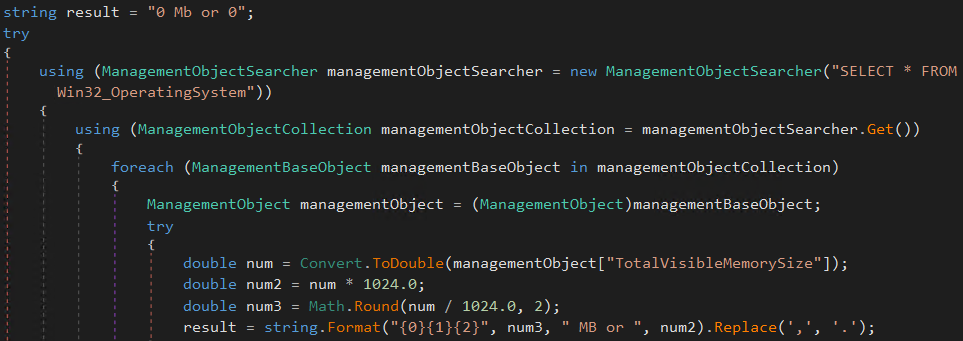 string result = "0 Mb or 0";
try
{
using (ManagementObjectSearcher managementObjectSearcher = new ManagementObjectSearcher("SELECT * FROM
Win32_OperatingSystem"))
{
using (ManagementObjectCollection managementObjectCollection = managementObjectSearcher.Get())
{
foreach (ManagementBaseObject managementBaseObject in managementObjectCollection)
{
ManagementObject managementObject = (ManagementObject)managementBaseObject;
try
{
double num = Convert.ToDouble(managementObject["TotalVisibleMemorySize"]);
double num2 = num * 1024.0;
double num3 = Math.Round(num / 1024.0, 2);
result = string.Format("{0}{1}{2}", num3, " MB or ", num2).Replace(',', '.');